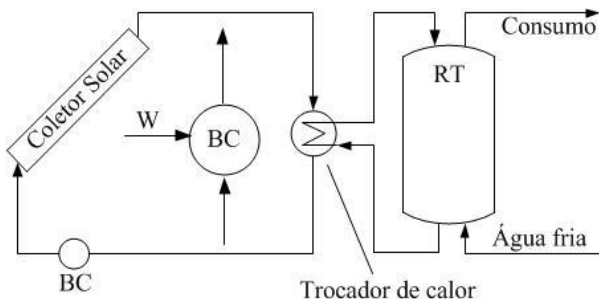 Coletor Solar
W
BC
BC
RT
Consumo
Água fria
Trocador de calor